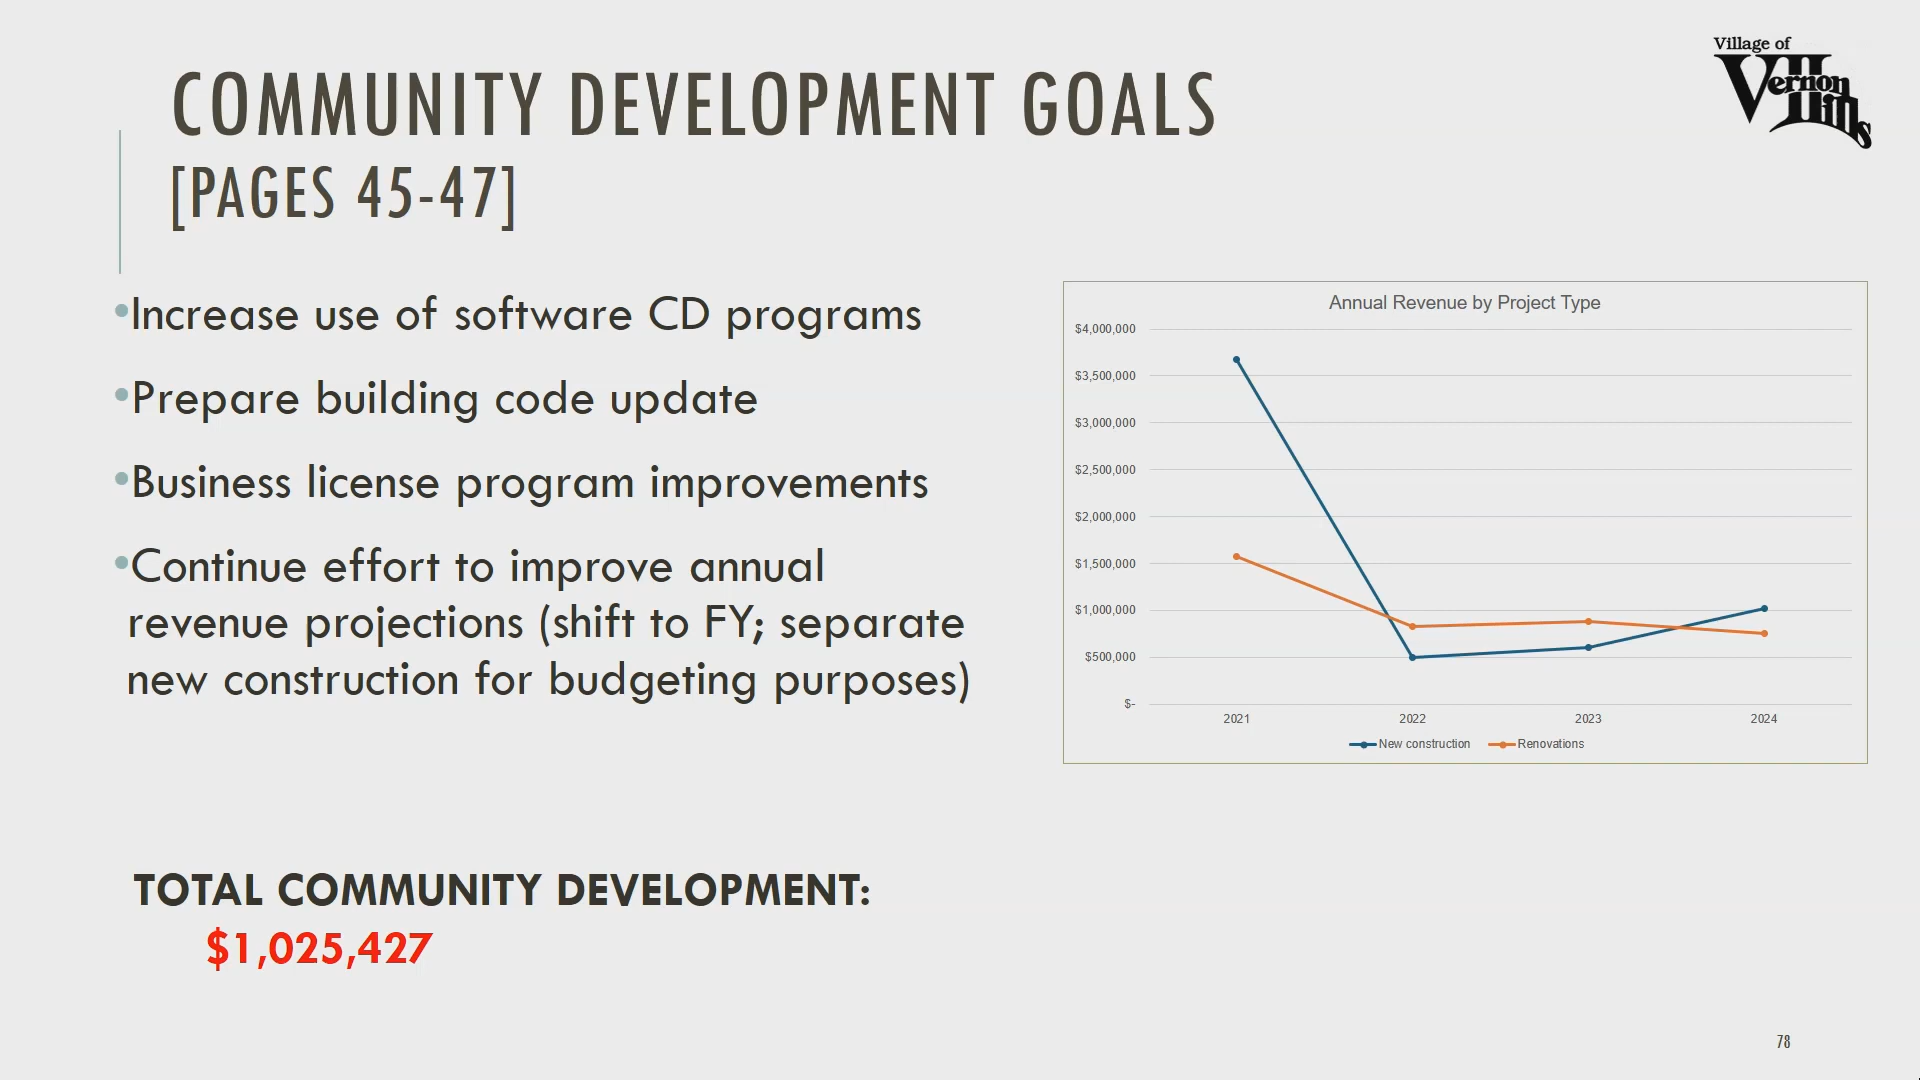 Village of
Vernon
Hills
COMMUNITY DEVELOPMENT GOALS
[PAGES 45-47]
•Increase use of software CD programs
•Prepare building code update
•Business license program improvements
•Continue effort to improve annual
revenue projections (shift to FY; separate
new construction for budgeting purposes)
Annual Revenue by Project Type
$4,000,000
$3,500,000
$3,000,000
$2,500,000
$2,000,000
$1,500,000
$1,000,000
$500,000
$-
2021 2022 2023 2024
New construction Renovations
TOTAL COMMUNITY DEVELOPMENT:
$1,025,427
78